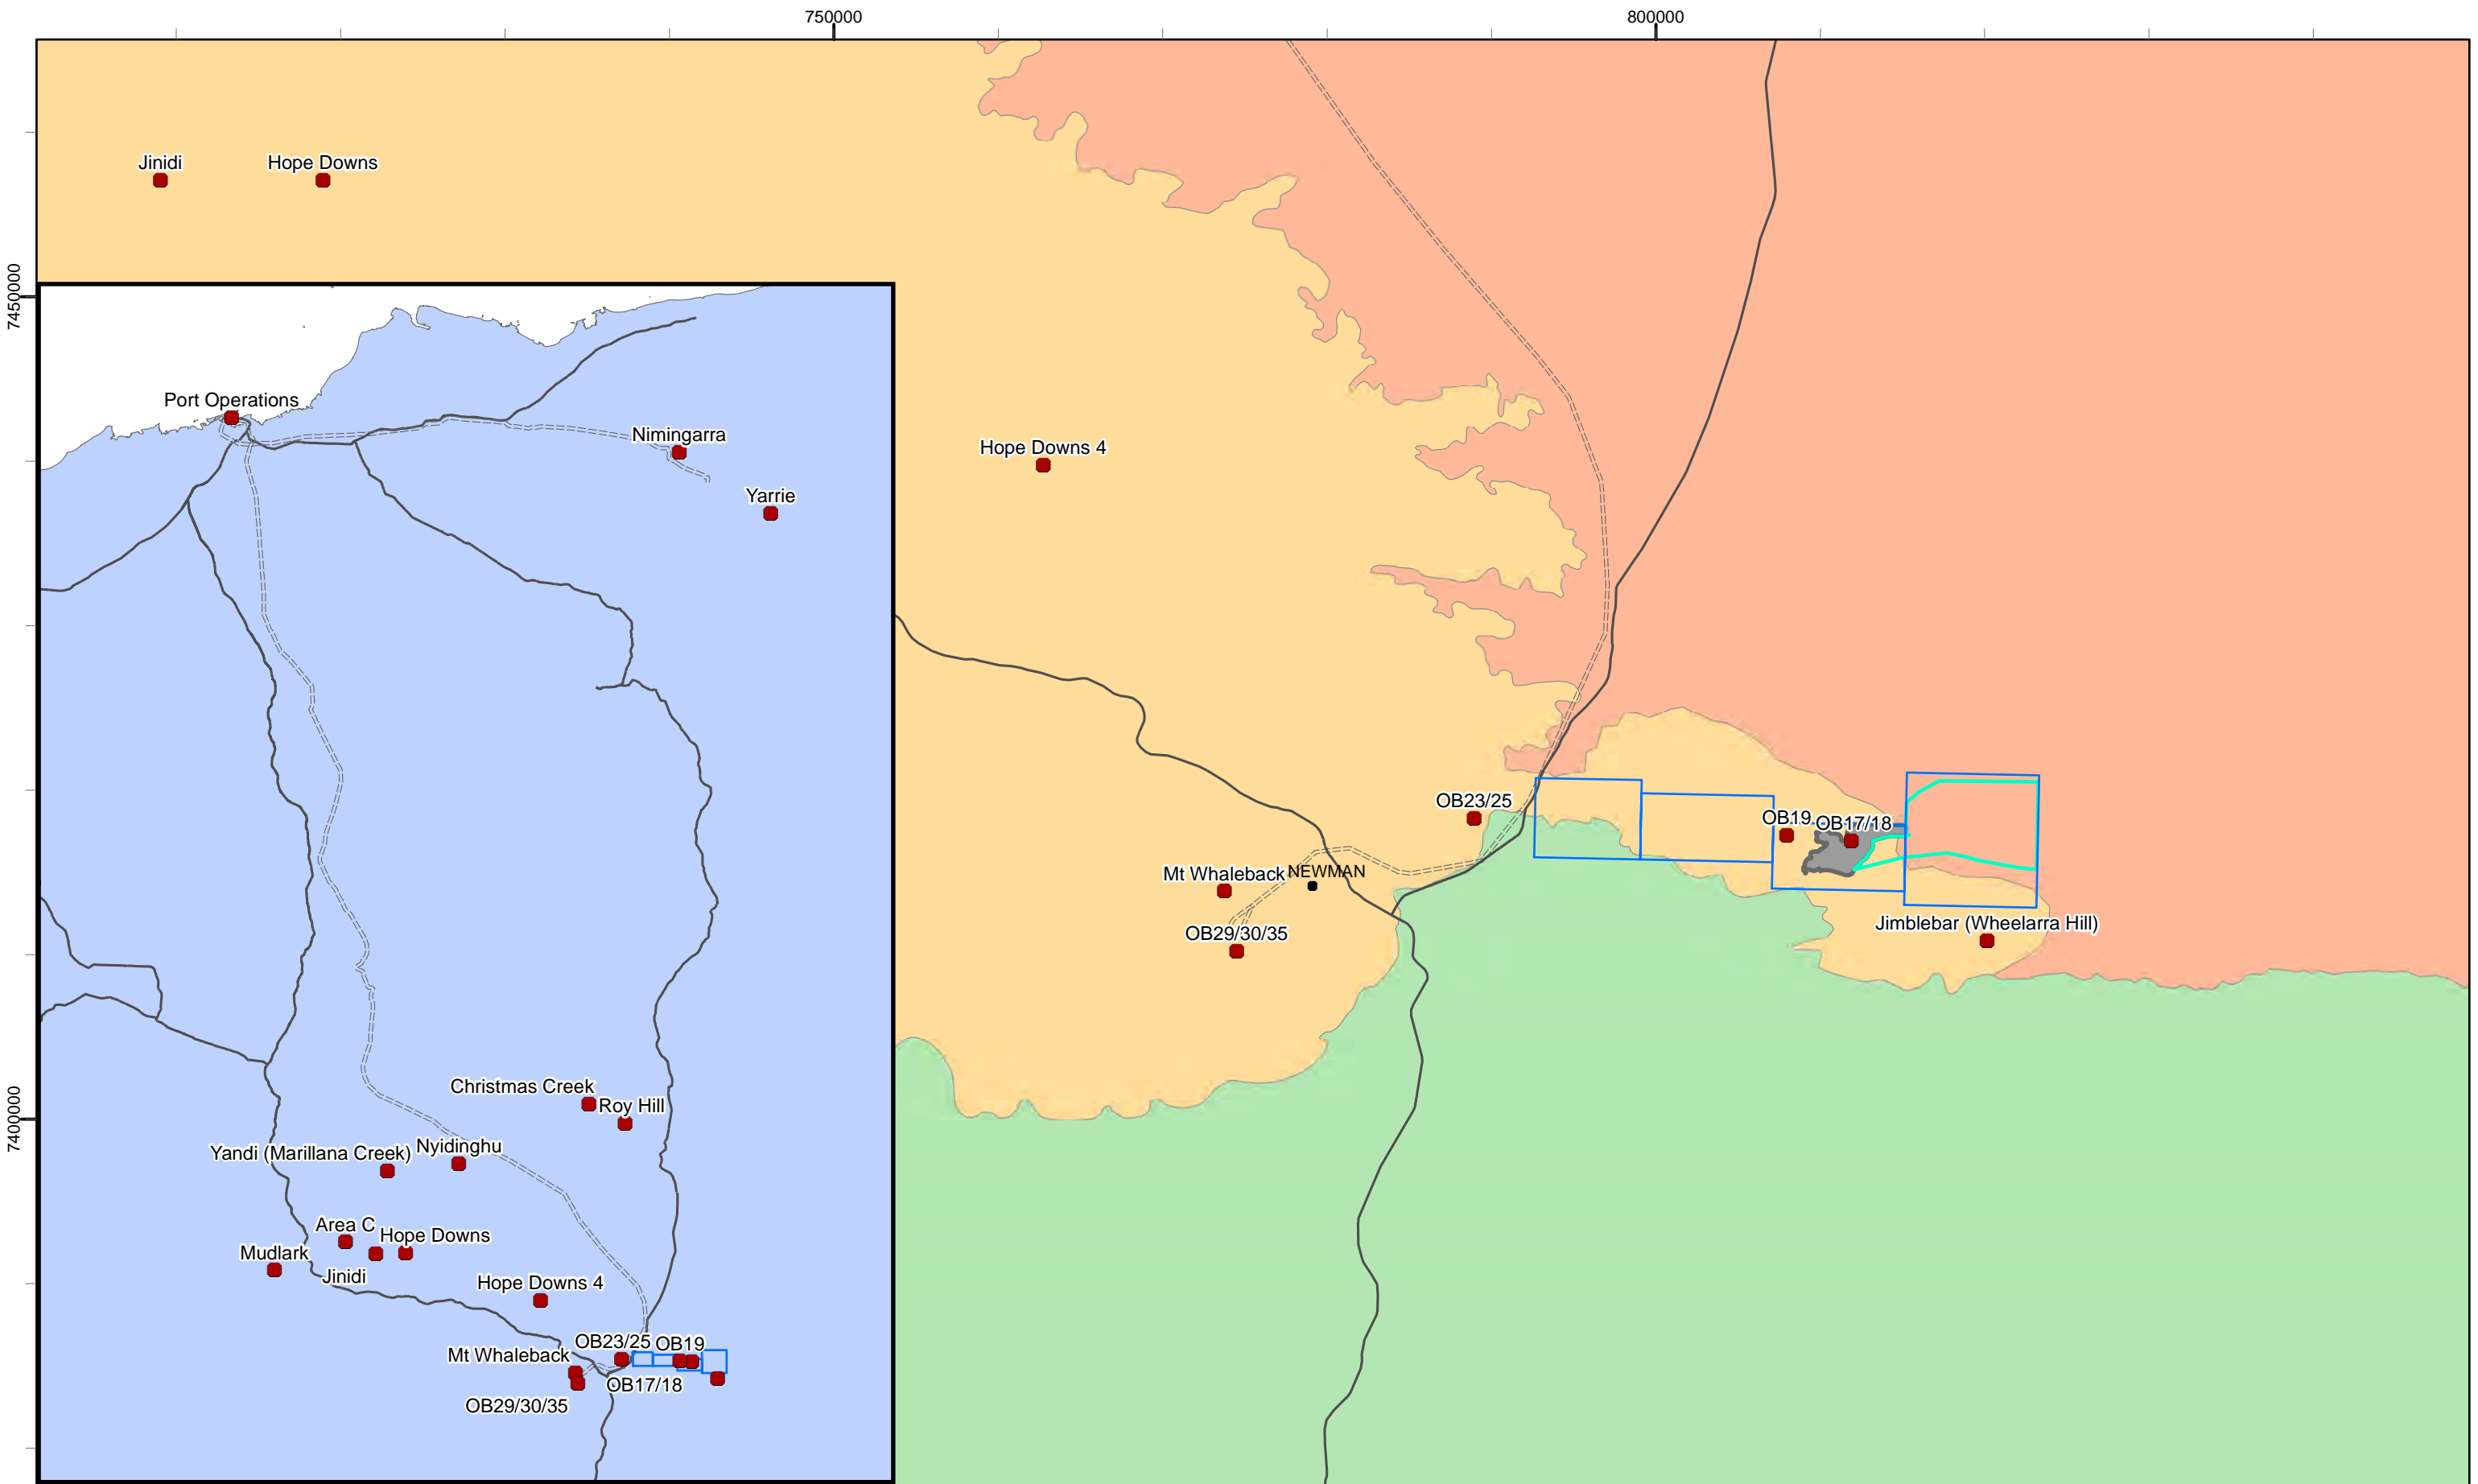 750000
800000
7450000
7400000
Jinidi
Hope Downs
Hope Downs 4
OB23/25
OB19
OB17/18
Mt Whaleback
NEWMAN
OB29/30/35
Jimblebar (Wheelarra Hill)
Port Operations
Nimingarra
Yarrie
Christmas Creek
Roy Hill
Yandi (Marillana Creek)
Nyidinghu
Area C
Hope Downs
Mudlark
Jinidi
Hope Downs 4
OB23/25
OB19
Mt Whaleback
OB17/18
OB29/30/35